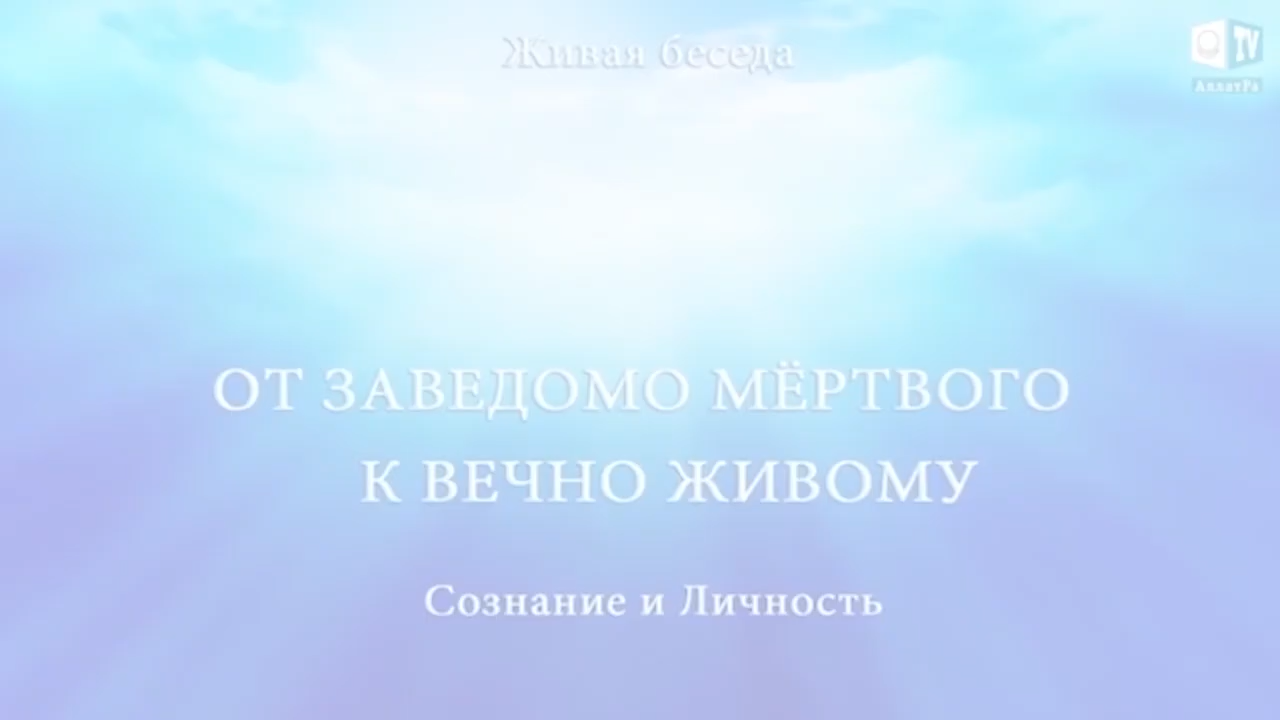 Живая беседа
TV
АллатРа
ОТ ЗАВЕДОМО МЁРТВОГО
К ВЕЧНО ЖИВОМУ
Сознание и Личность